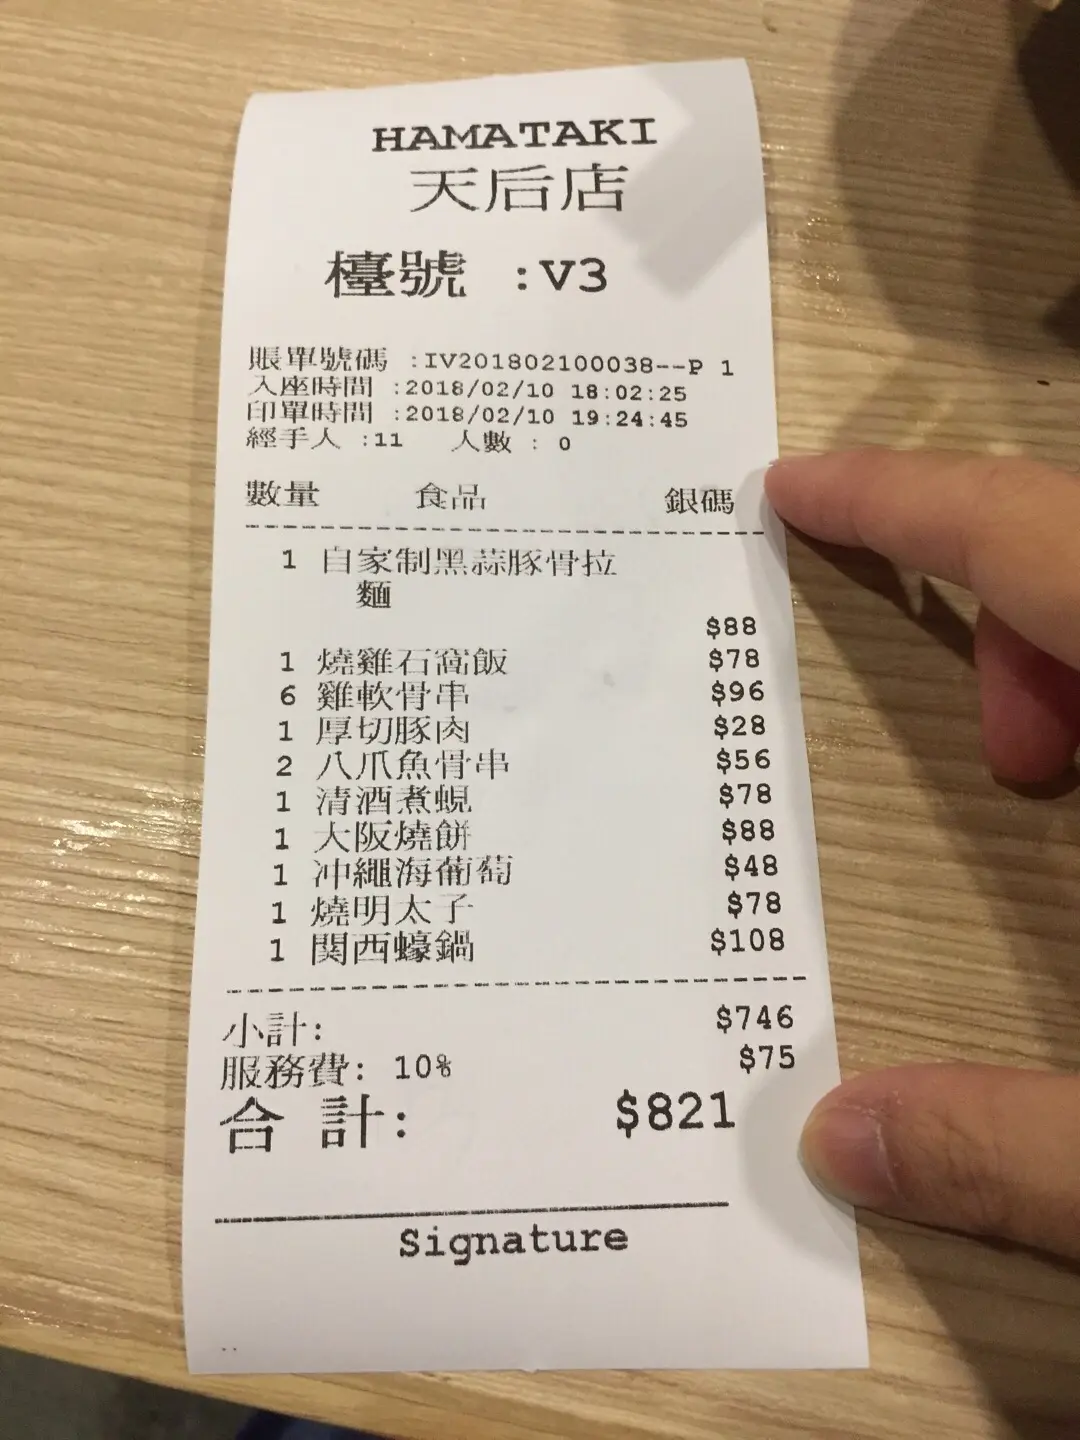 HAMATAKI
天后店
檯號 :V3
賬單號碼 :IV201802100038--P 1
入座時間 :2018/02/10 18:02:25
印單時間 :2018/02/10 19:24:45
經手人 :11 人數 : 0
數量 食品 銀碼
1 自家制黑蒜豚骨拉
麵
$88
1 燒雞石窩飯 $78
6 雞軟骨串 $96
1 厚切豚肉 $28
2 八爪魚骨串 $56
1 清酒煮蜆 $78
1 大阪燒餅 $88
1 冲繩海葡萄 $48
1 燒明太子 $78
1 関西蠔鍋 $108
小計: $746
服務費: 10% $75
合 計: $821
Signature